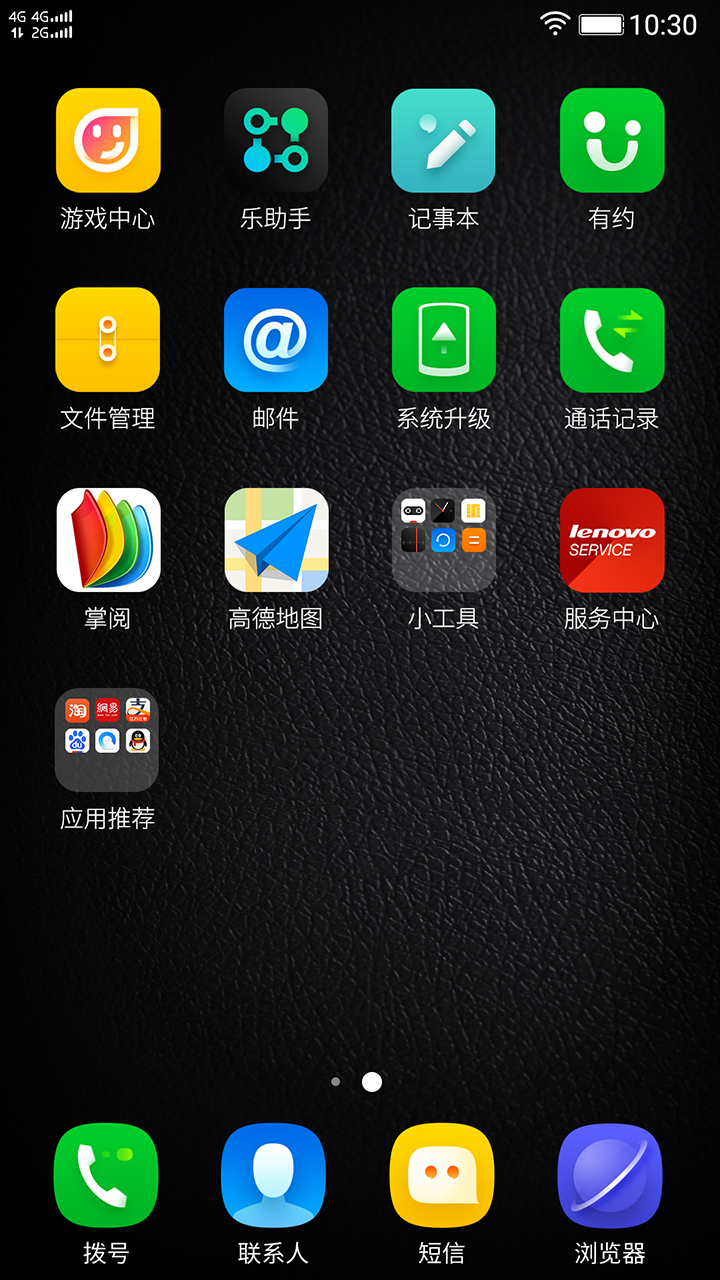 4G 4G
2G
10:30
游戏中心
乐助手
记事本
有约
文件管理
@
邮件
系统升级
通话记录
掌阅
高德地图
小工具
lenovo
SERVICE
服务中心
淘
網易
支
du
应用推荐
拨号
联系人
短信
浏览器